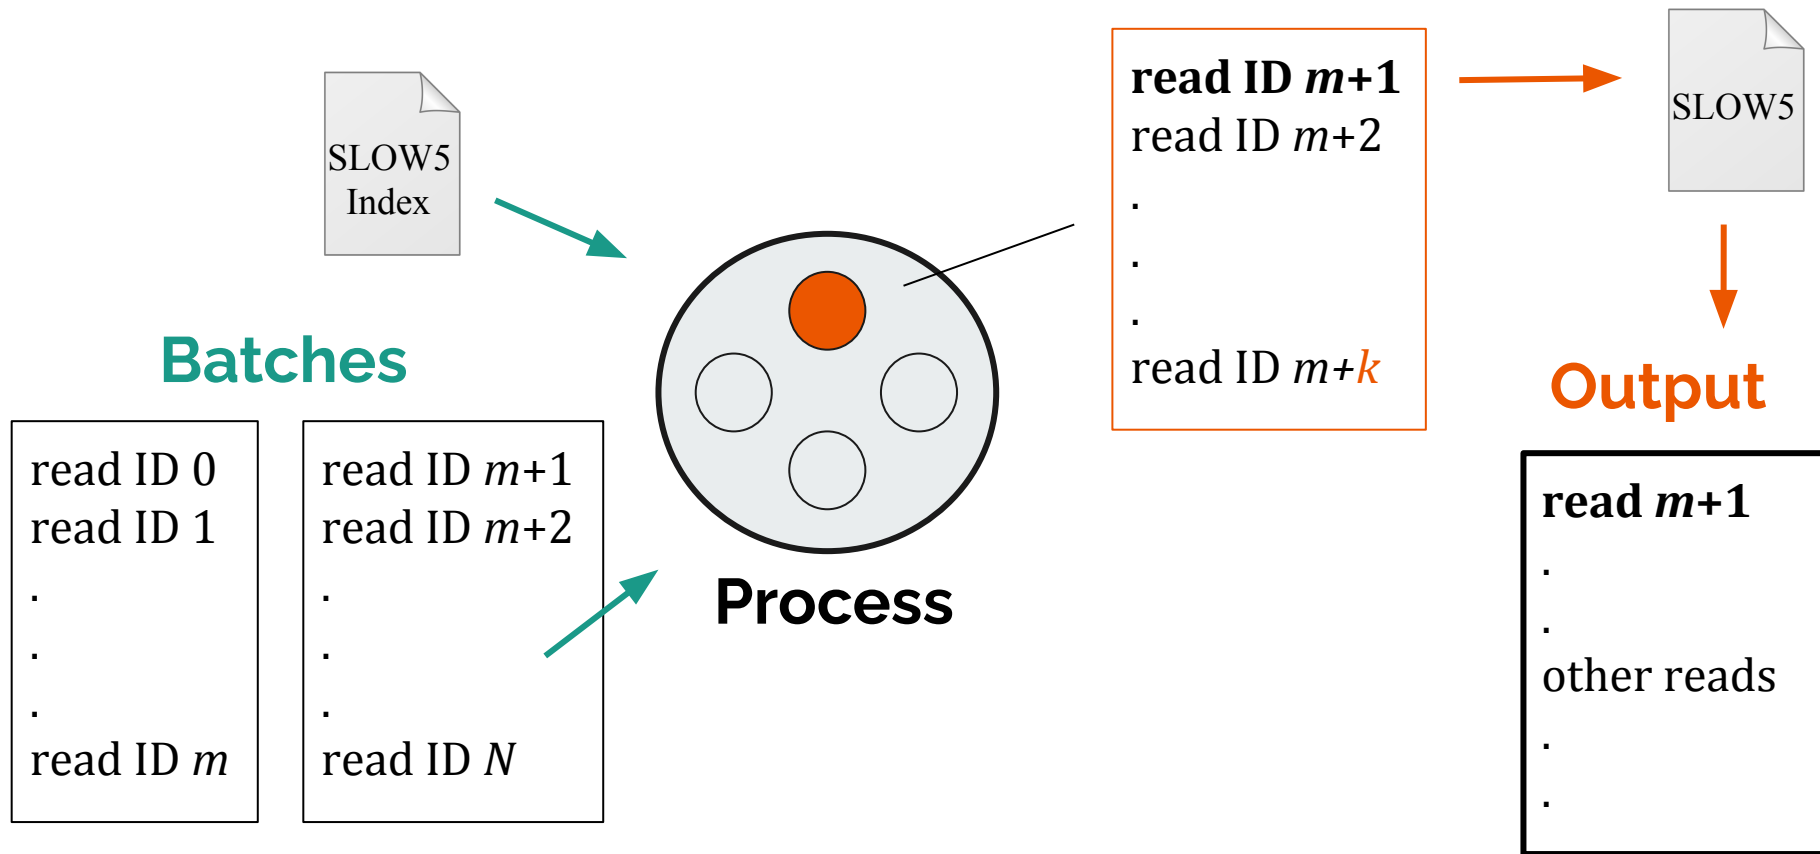 SLOW5
Index
Batches
read ID 0
read ID 1
.
.
.
read ID m
read ID m+1
read ID m+2
.
.
.
read ID N
Process
read ID m+1
read ID m+2
.
.
.
read ID m+k
SLOW5
Output
read m+1
.
.
other reads
.
.